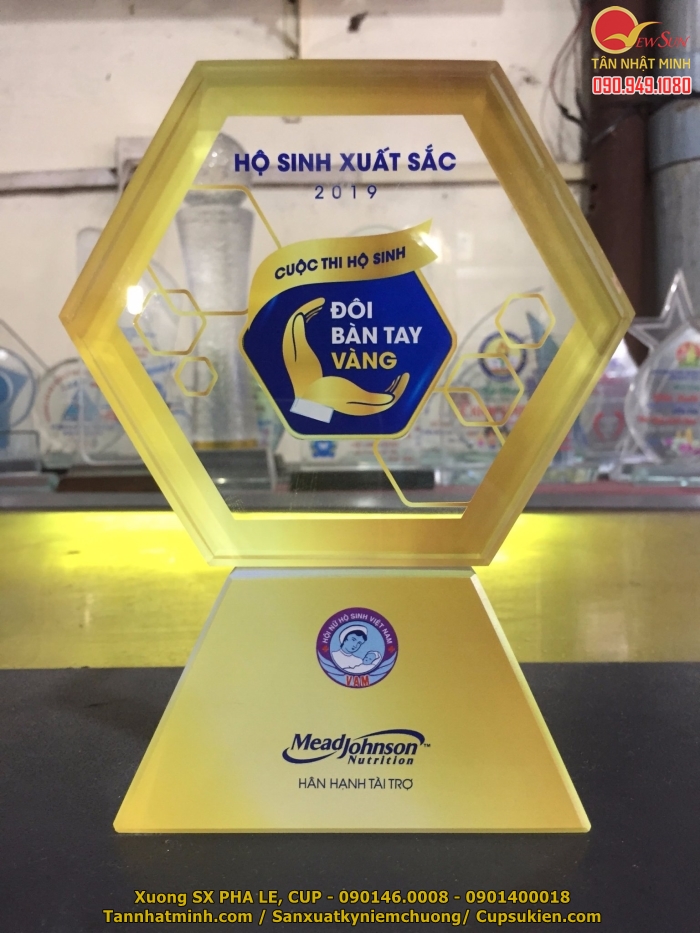 NEWSUN
TÂN NHẬT MINH
090.949.1080
HỘ SINH XUẤT SẮC
2019
CUỘC THI HỘ SINH
ĐÔI
BÀN TAY
VÀNG
HỘI NỮ HỘ SINH VIỆT NAM
VAM
MeadJohnson™
Nutrition
HÂN HẠNH TÀI TRỢ
Xuong SX PHA LE, CUP - 090146.0008 - 0901400018
Tannhatminh.com / Sanxuatkyniemchuong/ Cupsukien.com